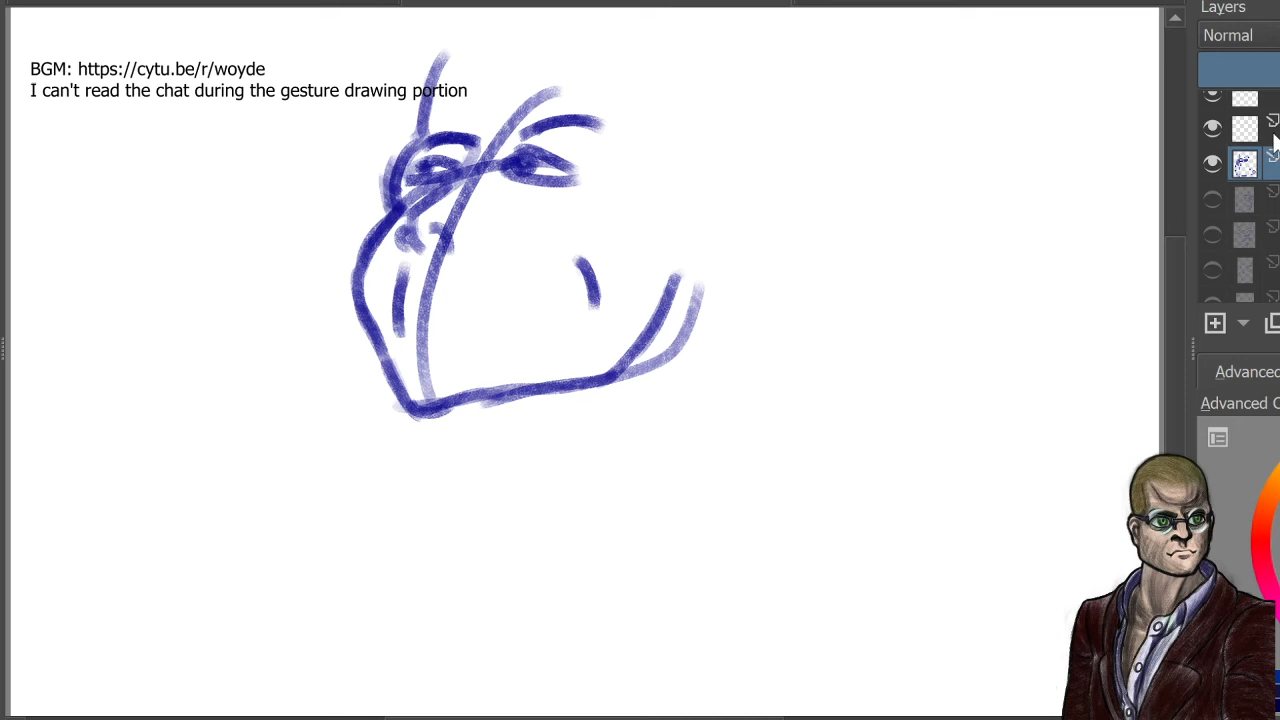 Layers
Normal
BGM: https://cytu.be/r/woyde
I can't read the chat during the gesture drawing portion
Advanced
Advanced